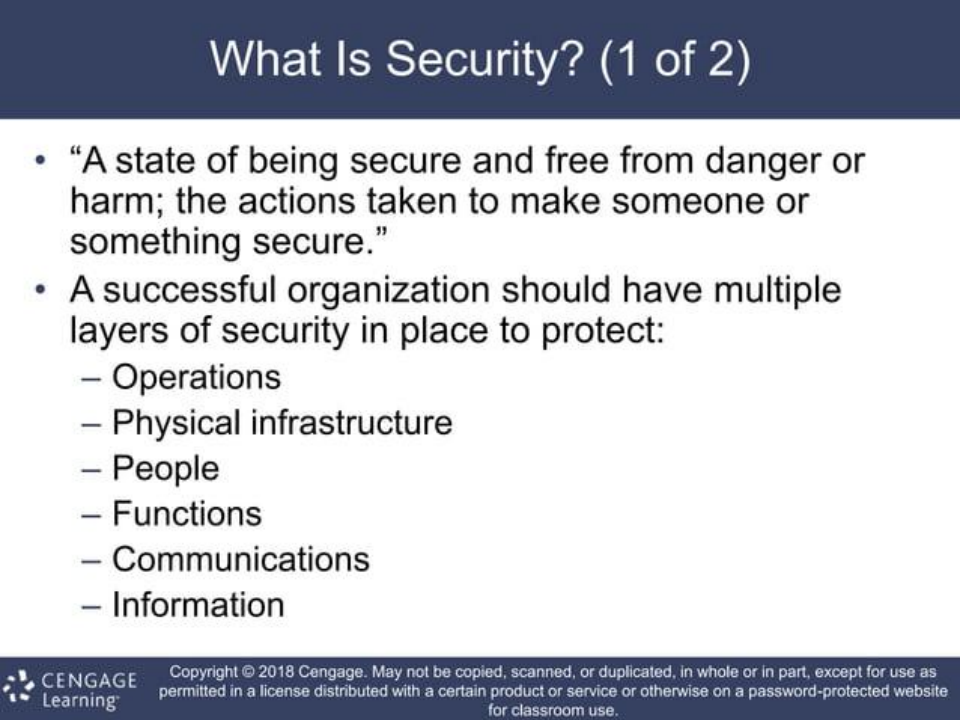 What Is Security? (1 of 2)
• “A state of being secure and free from danger or
harm; the actions taken to make someone or
something secure.”
• A successful organization should have multiple
layers of security in place to protect:
– Operations
– Physical infrastructure
– People
– Functions
– Communications
– Information
CENGAGE
Learning™
Copyright © 2018 Cengage. May not be copied, scanned, or duplicated, in whole or in part, except for use as
permitted in a license distributed with a certain product or service or otherwise on a password-protected website
for classroom use.